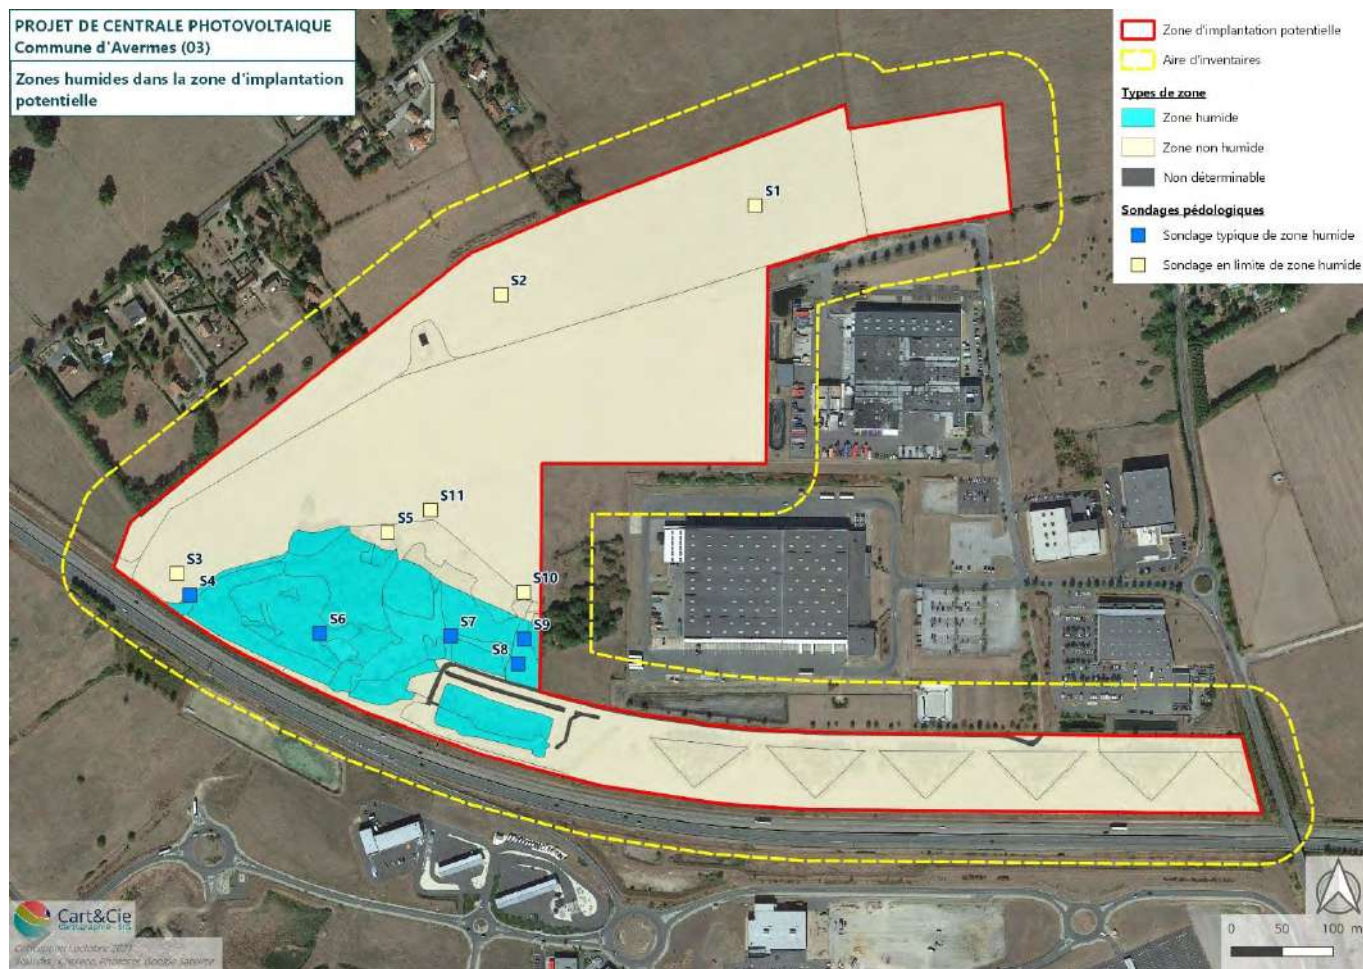 PROJET DE CENTRALE PHOTOVOLTAIQUE
Commune d'Avermes (03)
Zones humides dans la zone d'implantation
potentielle
Zone d'implantation potentielle
Aire d'inventaires
Types de zone
Zone humide
Zone non humide
Non déterminable
Sondages pédologiques
Sondage typique de zone humide
Sondage en limite de zone humide
S1
S2
S11
S5
S3
S4
S10
S6
S7
S9
S8
Cart&Cie
Cartographie - SIG
0 50 100 m